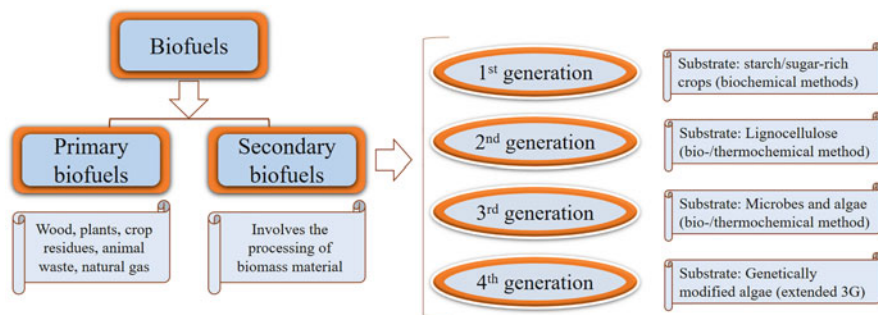 Biofuels
Primary
biofuels
Secondary
biofuels
Wood, plants, crop
residues, animal
waste, natural gas
Involves the
processing of
biomass material
1st generation
Substrate: starch/sugar-rich
crops (biochemical methods)
2nd generation
Substrate: Lignocellulose
(bio-/thermochemical method)
3rd generation
Substrate: Microbes and algae
(bio-/thermochemical method)
4th generation
Substrate: Genetically
modified algae (extended 3G)